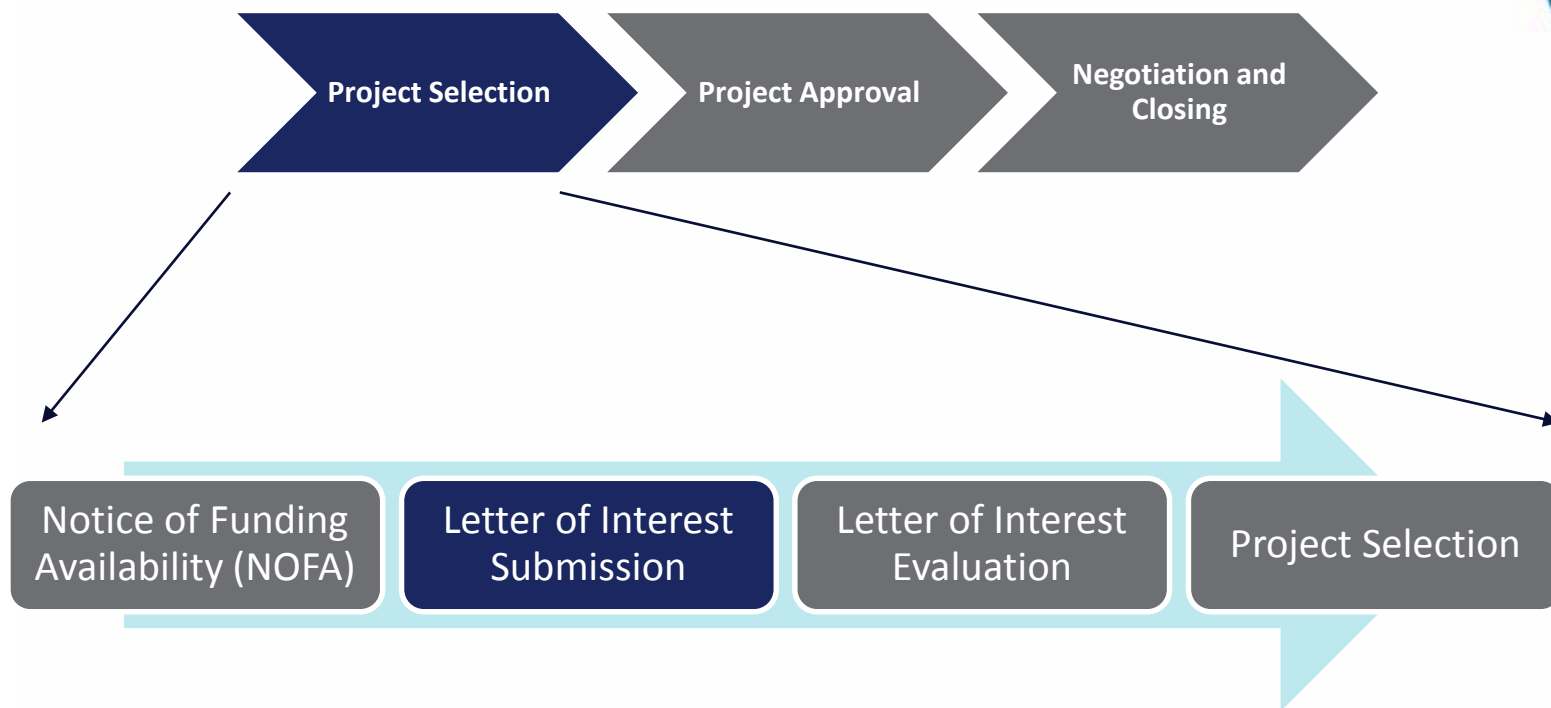 Project Selection
Project Approval
Negotiation and
Closing
Notice of Funding
Availability (NOFA)
Letter of Interest
Submission
Letter of Interest
Evaluation
Project Selection